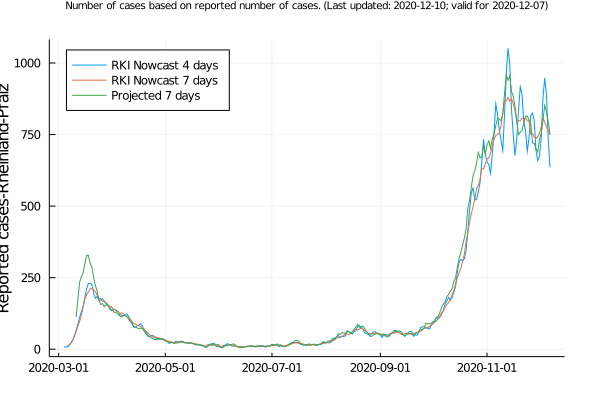 Number of cases based on reported number of cases. (Last updated: 2020-12-10; valid for 2020-12-07)
Reported cases-Rheinland-Pfalz
1000
750
500
250
0
RKI Nowcast 4 days
RKI Nowcast 7 days
Projected 7 days
2020-03-01 2020-05-01 2020-07-01 2020-09-01 2020-11-01